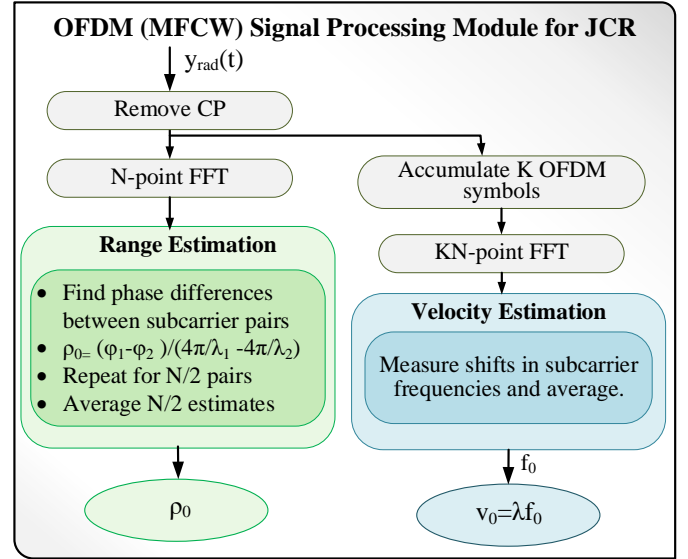 OFDM (MFCW) Signal Processing Module for JCR
y_rad(t)
Remove CP
N-point FFT
Accumulate K OFDM
symbols
KN-point FFT
Range Estimation
• Find phase differences
between subcarrier pairs
• ρ₀₌ (φ₁-φ₂ )/(4π/λ₁ -4π/λ₂)
• Repeat for N/2 pairs
• Average N/2 estimates
Velocity Estimation
Measure shifts in subcarrier
frequencies and average.
f₀
ρ₀
v₀=λf₀